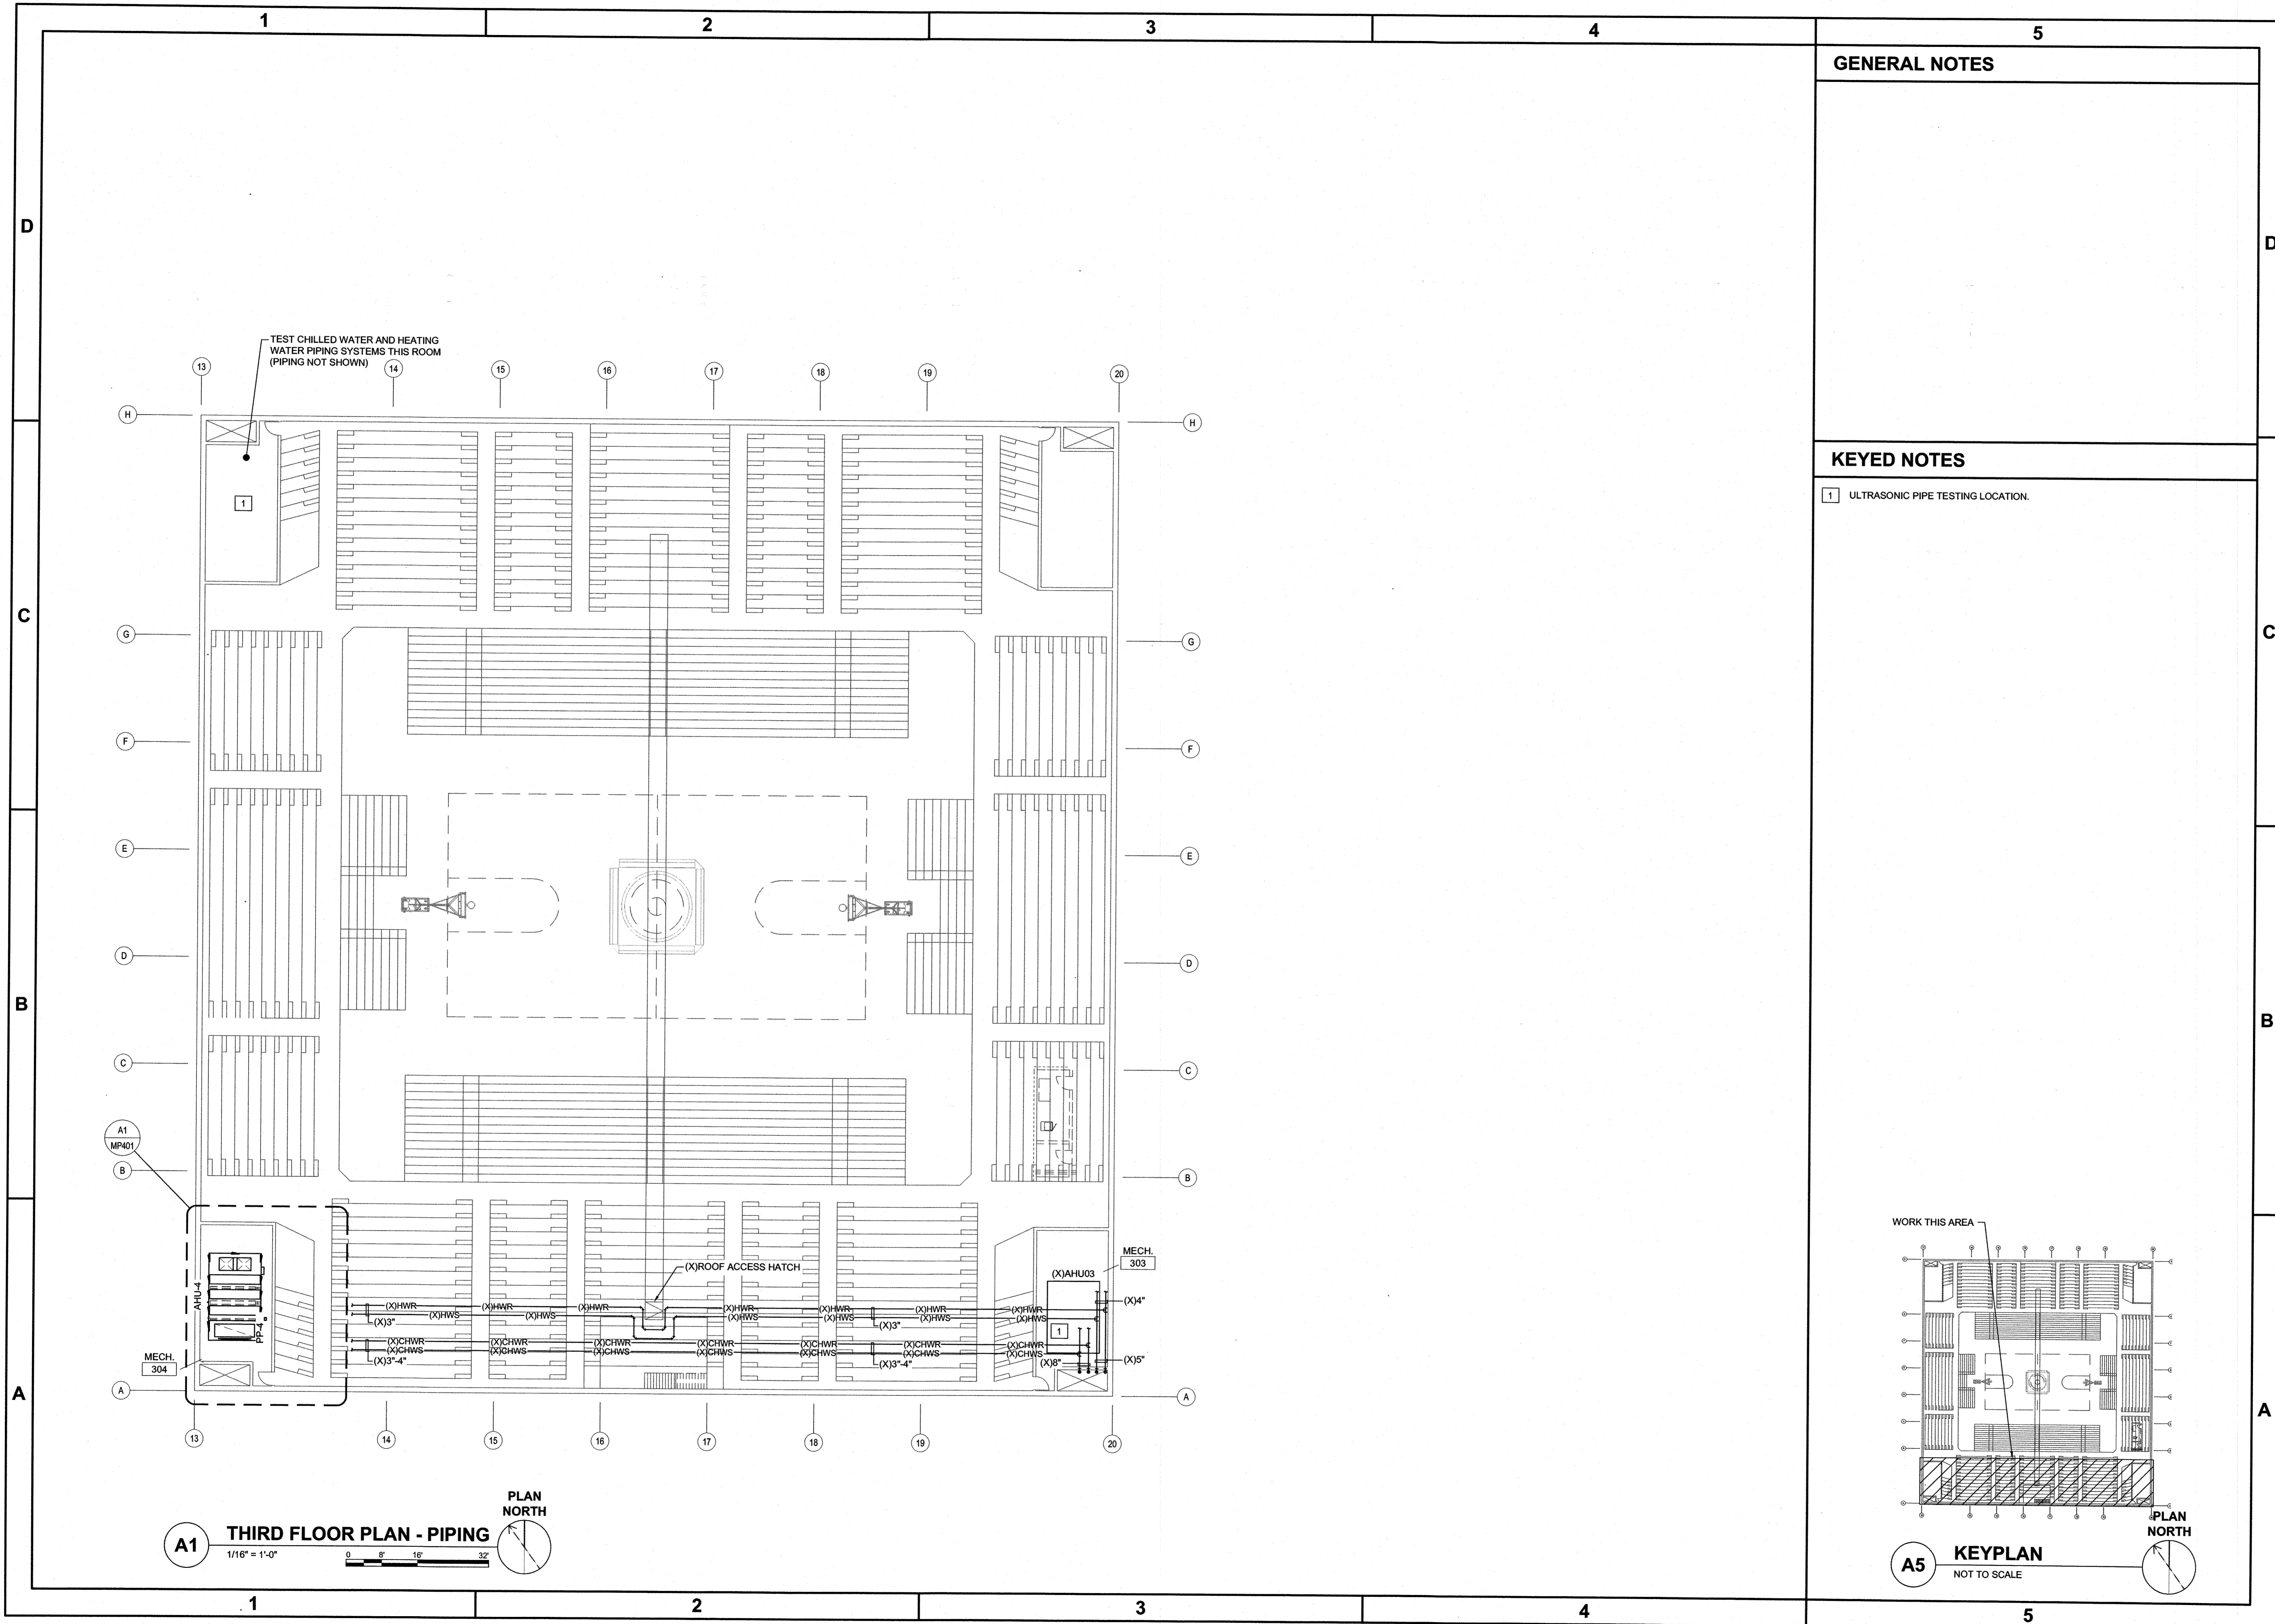 1
2
3
4
5
D
C
B
A
D
C
B
A
GENERAL NOTES
KEYED NOTES
1 ULTRASONIC PIPE TESTING LOCATION.
TEST CHILLED WATER AND HEATING
WATER PIPING SYSTEMS THIS ROOM
(PIPING NOT SHOWN)
13
14
15
16
17
18
19
20
H
H
1
G
G
F
F
E
E
D
D
C
C
A1
MP401
B
B
AHU-4
PP-4
MECH.
304
(X)ROOF ACCESS HATCH
MECH.
303
(X)AHU03
(X)HWR
(X)HWR
(X)HWR
(X)HWR
(X)HWR
(X)HWR
(X)HWR
(X)4"
(X)HWS
(X)HWS
(X)HWS
(X)HWS
(X)HWS
(X)HWS
(X)3"
(X)3"
1
(X)CHWR
(X)CHWR
(X)CHWR
(X)CHWR
(X)CHWR
(X)CHWR
(X)CHWR
(X)CHWS
(X)CHWS
(X)CHWS
(X)CHWS
(X)CHWS
(X)CHWS
(X)CHWS
(X)3"-4"
(X)3"-4"
(X)8"
(X)5"
A
A
13
14
15
16
17
18
19
20
A1
THIRD FLOOR PLAN - PIPING
1/16" = 1'-0"
0 8' 16' 32'
PLAN
NORTH
WORK THIS AREA
A5
KEYPLAN
NOT TO SCALE
PLAN
NORTH
1
2
3
4
5